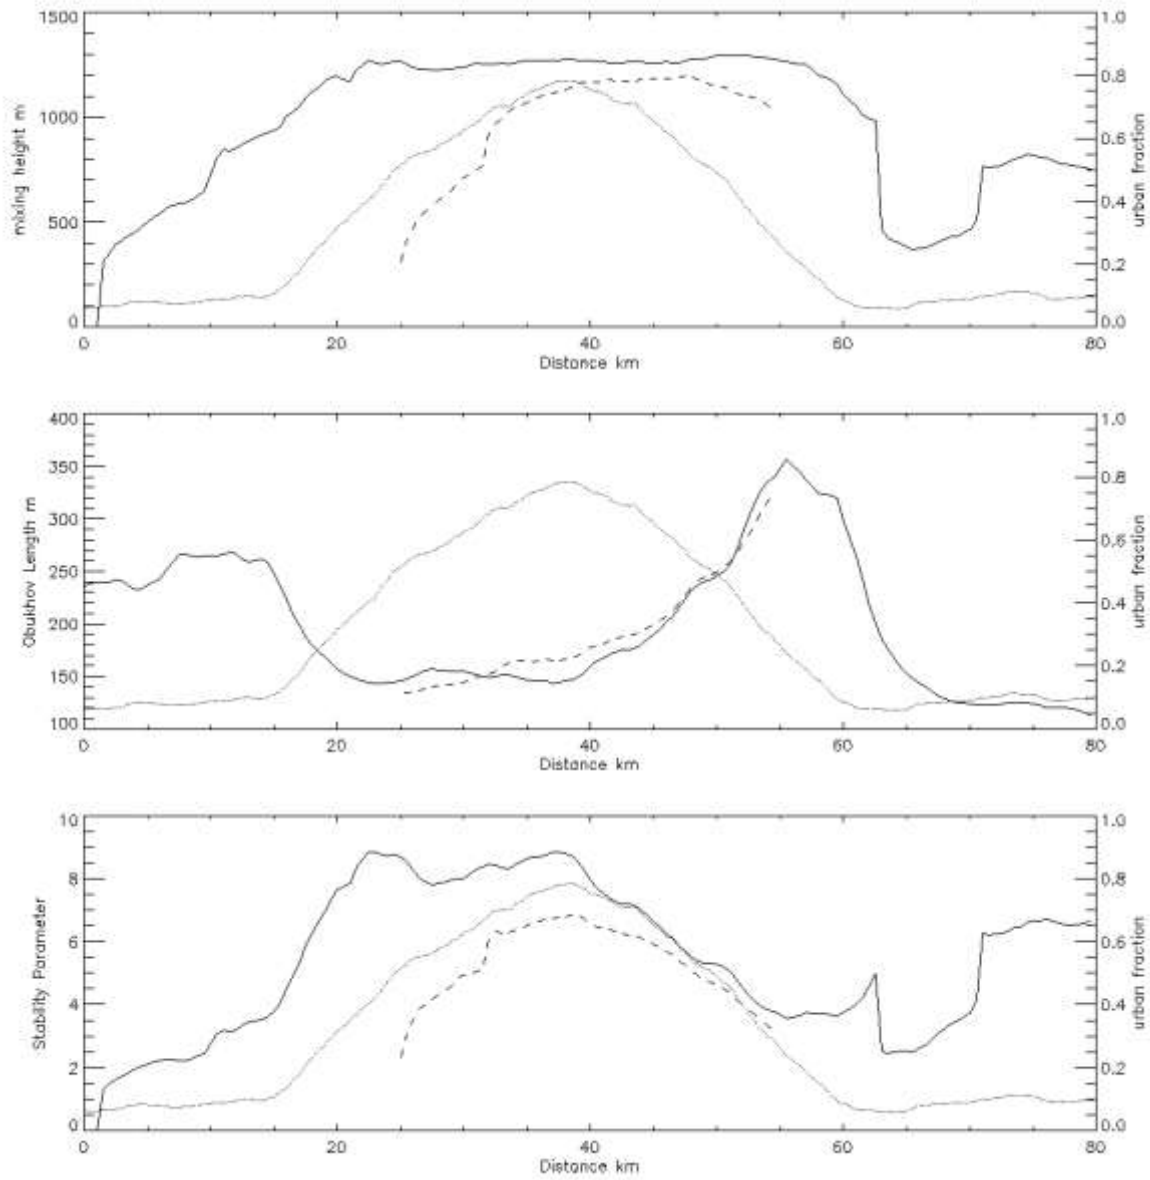 1500
1000
500
0
mixing height m
1.0
0.8
0.6
0.4
0.2
0.0
urban fraction
0 20 40 60 80
Distance km
400
350
300
250
200
150
100
Obukhov Length m
1.0
0.8
0.6
0.4
0.2
0.0
urban fraction
0 20 40 60 80
Distance km
10
8
6
4
2
0
Stability Parameter
1.0
0.8
0.6
0.4
0.2
0.0
urban fraction
0 20 40 60 80
Distance km